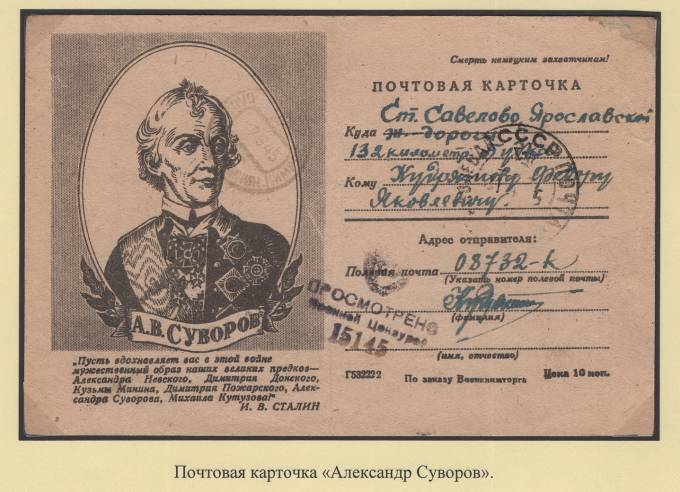 Смерть немецким захватчикам!
ПОЧТОВАЯ КАРТОЧКА
Ст. Савелово Ярославской
Куда дороги
132 километр
Кому
Яковлевичу.
Адрес отправителя:
Полевая почта 08732-к
(Указать номер полевой почты)
(фамилия)
(имя, отчество)
Г532222 По заказу Военкниготорга Цена 10 коп.
СССР ПОЧТА
ПРОСМОТРЕНО
Военной Цензурой
15145
А.В. СУВОРОВ
„Пусть вдохновляет вас в этой войне
мужественный образ наших великих предков—
Александра Невского, Димитрия Донского,
Кузьмы Минина, Димитрия Пожарского, Алек-
сандра Суворова, Михаила Кутузова!"
И. В. СТАЛИН
Почтовая карточка «Александр Суворов».